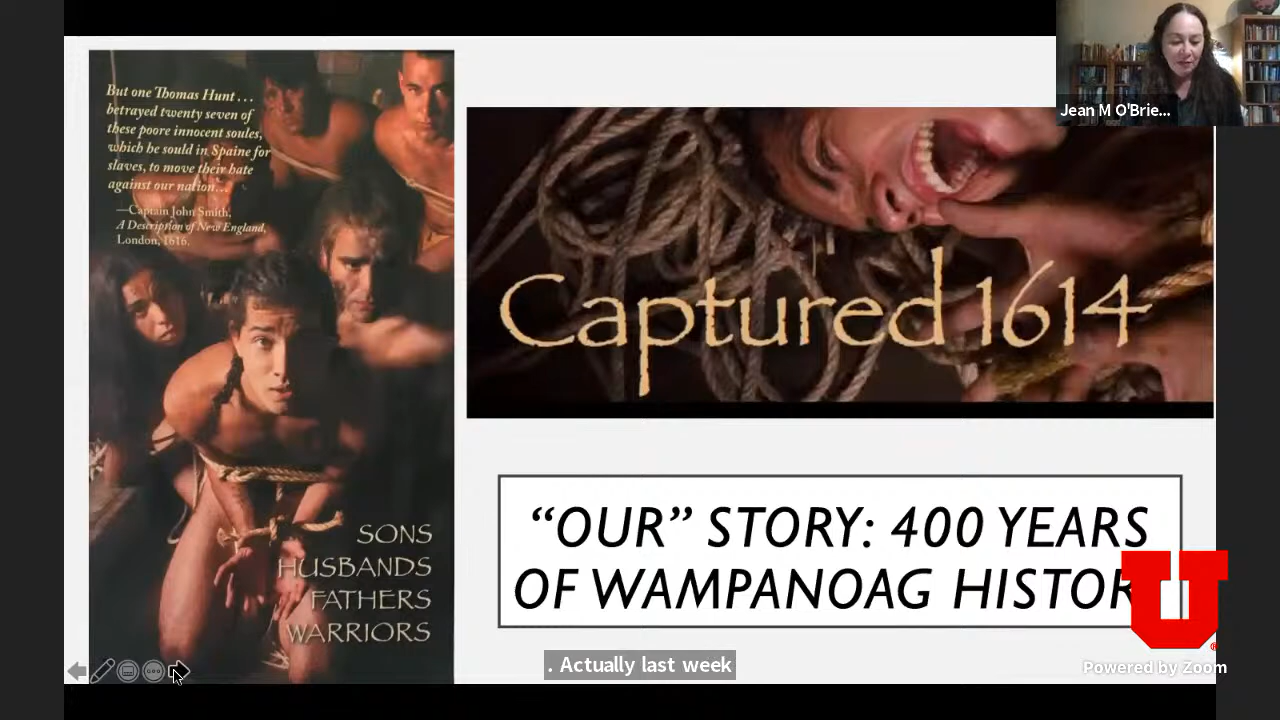 But one Thomas Hunt . . .
betrayed twenty seven of
these poore innocent soules,
which he sould in Spaine for
slaves, to move their hate
against our nation...
—Captain John Smith,
A Description of New England,
London, 1616.
SONS
HUSBANDS
FATHERS
WARRIORS
Captured 1614
Jean M O'Brie...
“OUR” STORY: 400 YEARS
OF WAMPANOAG HISTOR
U
®
. Actually last week
Powered by Zoom